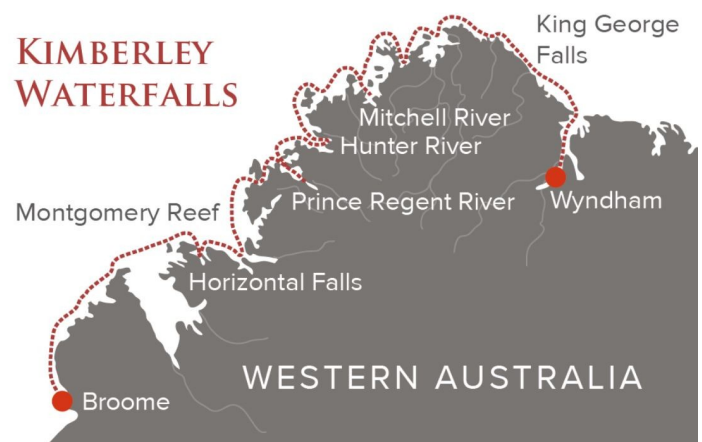 KIMBERLEY
WATERFALLS
King George
Falls
Mitchell River
Hunter River
Prince Regent River
Wyndham
Montgomery Reef
Horizontal Falls
WESTERN AUSTRALIA
Broome